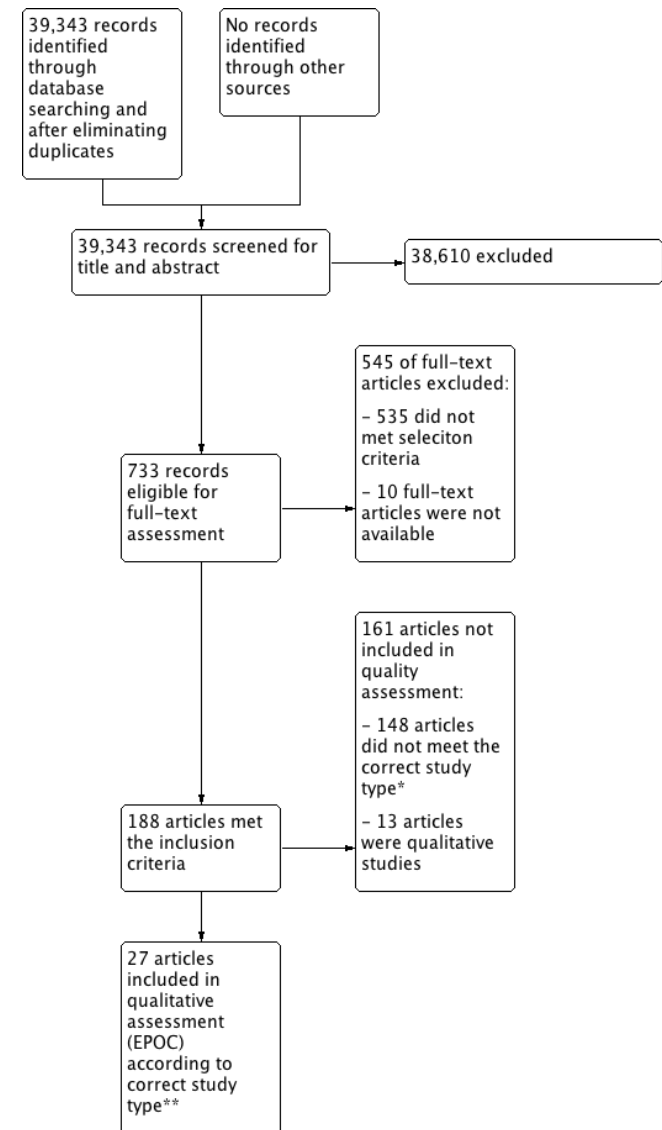 39,343 records
identified
through
database
searching and
after eliminating
duplicates
No records
identified
through other
sources
39,343 records screened for
title and abstract
38,610 excluded
545 of full-text
articles excluded:
- 535 did not
met seleciton
criteria
- 10 full-text
articles were not
available
733 records
eligible for
full-text
assessment
161 articles not
included in
quality
assessment:
- 148 articles
did not meet the
correct study
type*
- 13 articles
were qualitative
studies
188 articles met
the inclusion
criteria
27 articles
included in
qualitative
assessment
(EPOC)
according to
correct study
type**